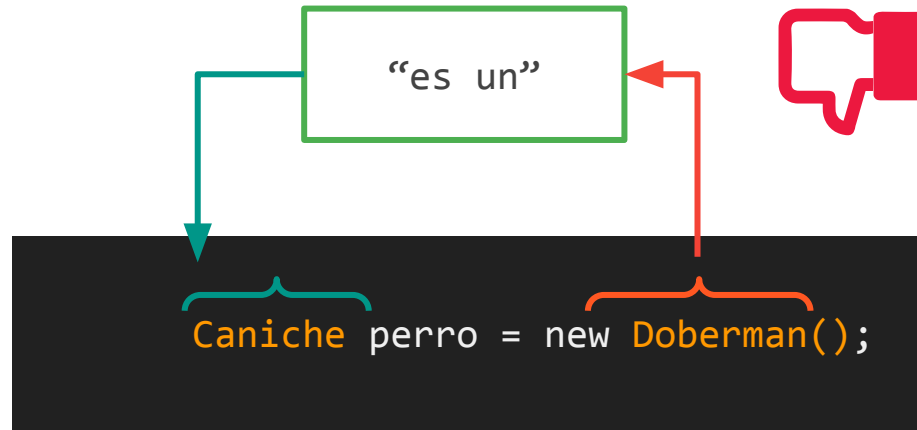 “es un”
Caniche perro = new Doberman();